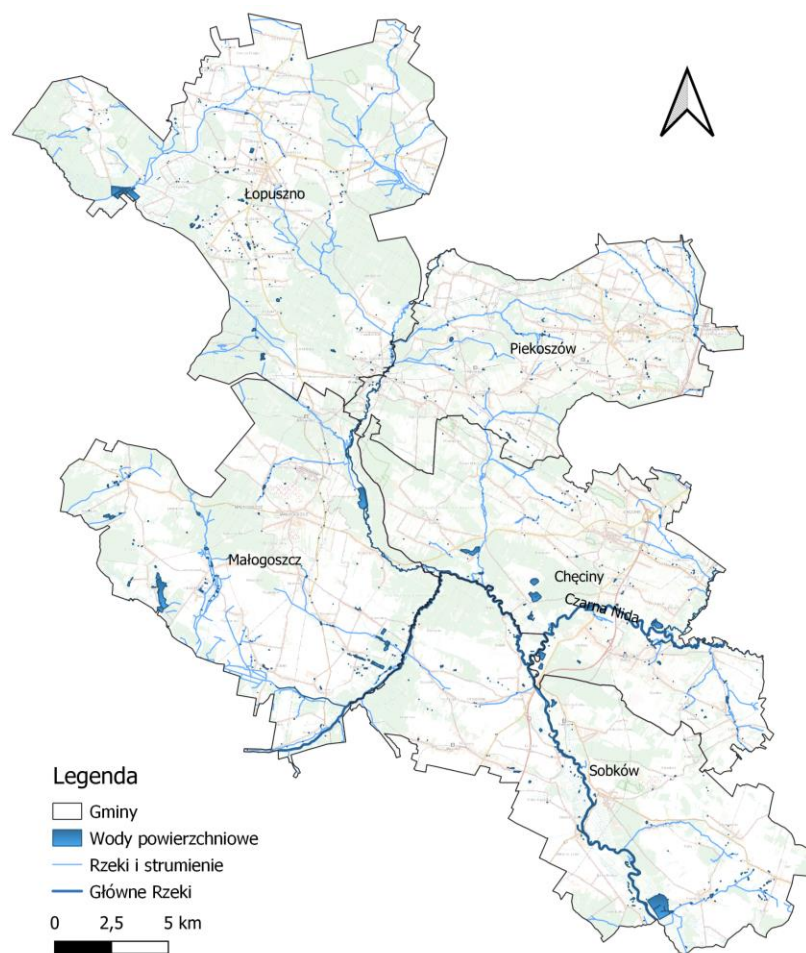 Łopuszno
Piekoszów
Małogoszcz
Chęciny
Czarna Nida
Sobków
Legenda
Gminy
Wody powierzchniowe
Rzeki i strumienie
Główne Rzeki
0 2,5 5 km